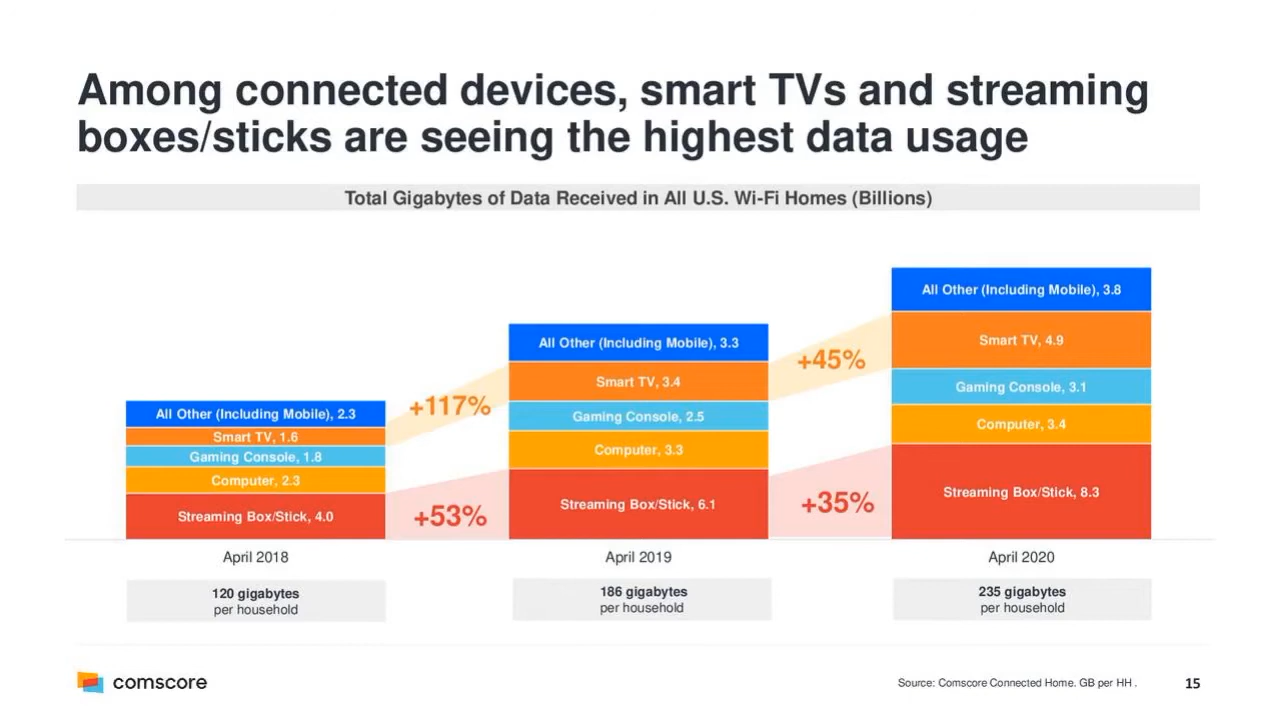 Among connected devices, smart TVs and streaming
boxes/sticks are seeing the highest data usage
Total Gigabytes of Data Received in All U.S. Wi-Fi Homes (Billions)
All Other (Including Mobile), 2.3
Smart TV, 1.6
Gaming Console, 1.8
Computer, 2.3
Streaming Box/Stick, 4.0
+117%
+53%
All Other (Including Mobile), 3.3
Smart TV, 3.4
Gaming Console, 2.5
Computer, 3.3
Streaming Box/Stick, 6.1
+45%
+35%
All Other (Including Mobile), 3.8
Smart TV, 4.9
Gaming Console, 3.1
Computer, 3.4
Streaming Box/Stick, 8.3
April 2018
April 2019
April 2020
120 gigabytes
per household
186 gigabytes
per household
235 gigabytes
per household
comscore
Source: Comscore Connected Home. GB per HH .
15